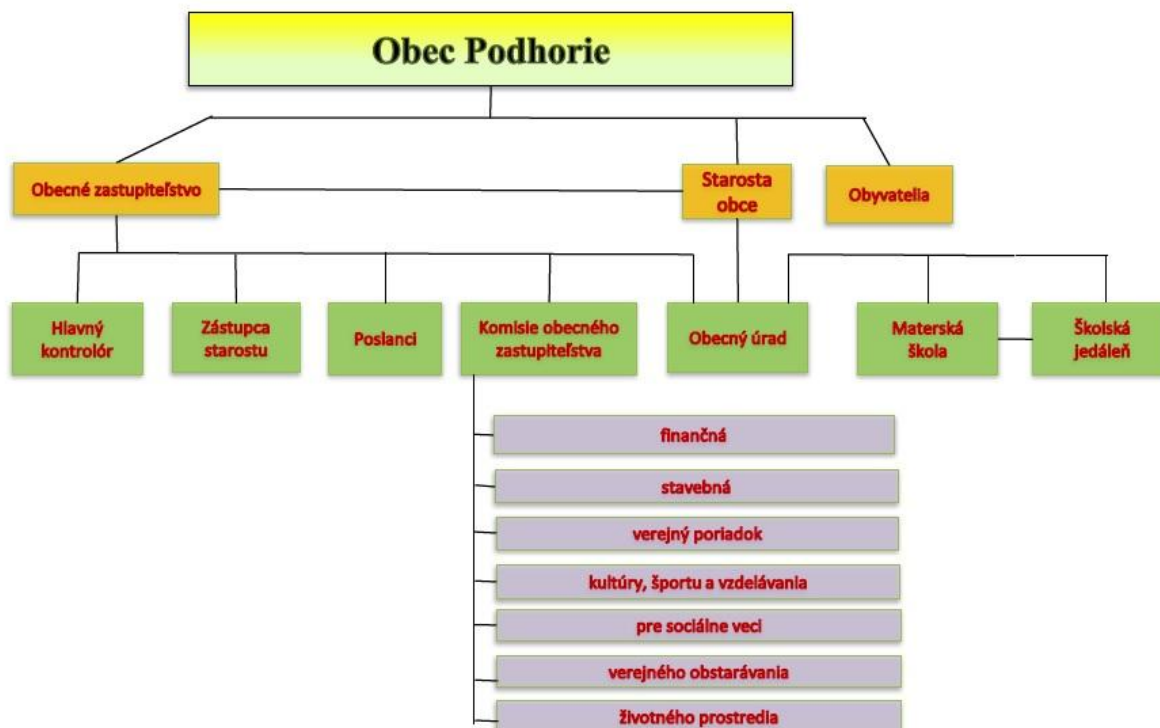 Obec Podhorie
Obecné zastupiteľstvo
Starosta
obce
Obyvatelia
Hlavný
kontrolór
Zástupca
starostu
Poslanci
Komisie obecného
zastupiteľstva
Obecný úrad
Materská
škola
Školská
jedáleň
finančná
stavebná
verejný poriadok
kultúry, športu a vzdelávania
pre sociálne veci
verejného obstarávania
životného prostredia